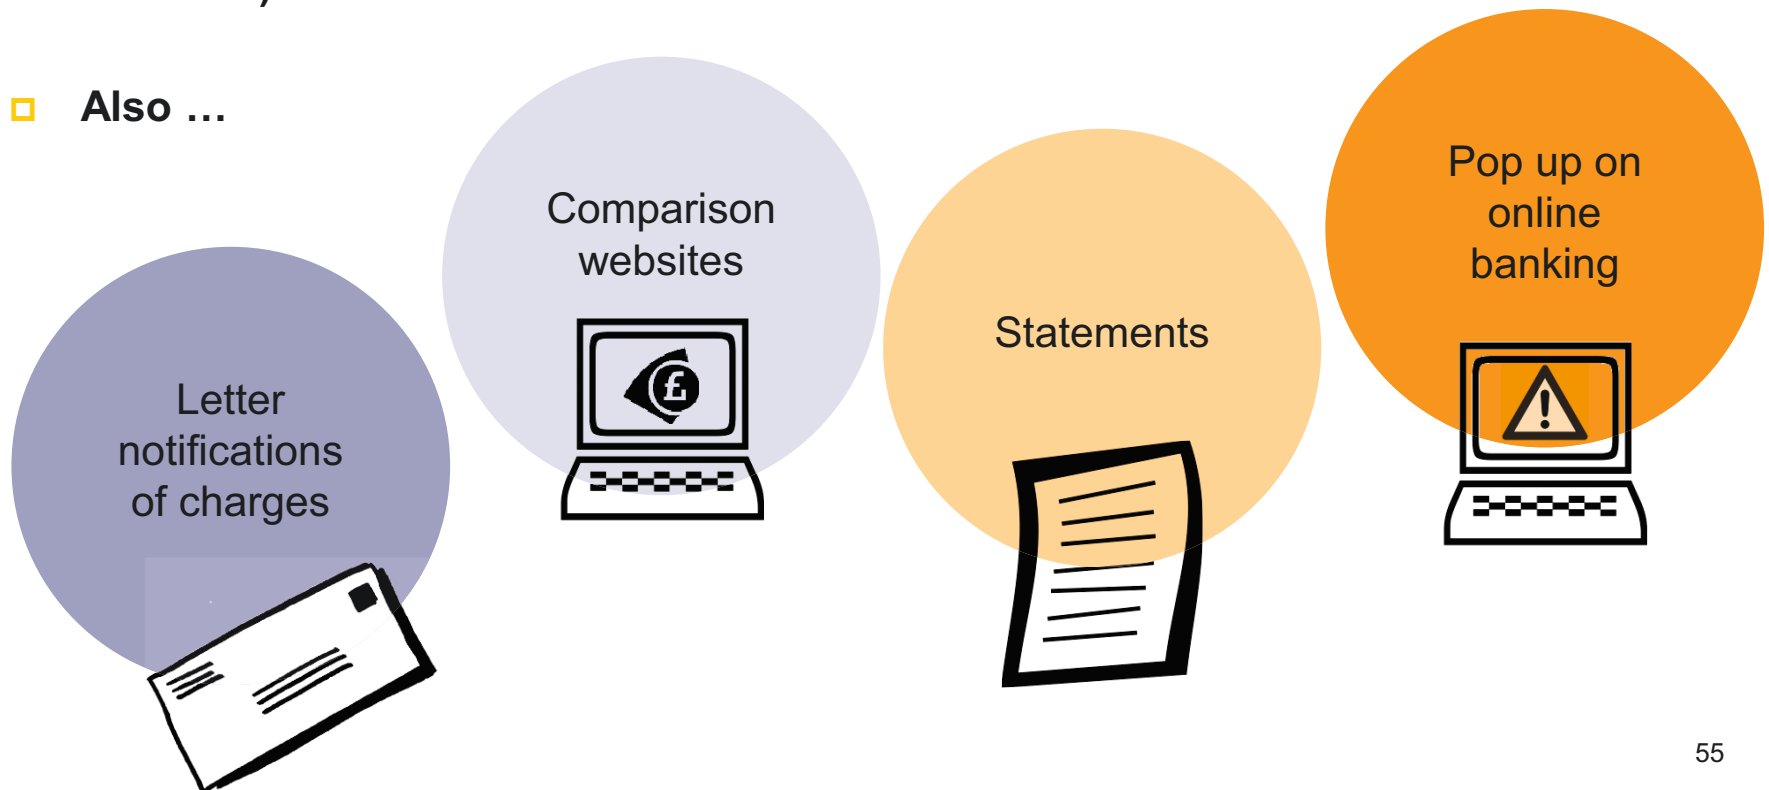 Also …
Comparison
websites
Pop up on
online
banking
Statements
Letter
notifications
of charges
£
55